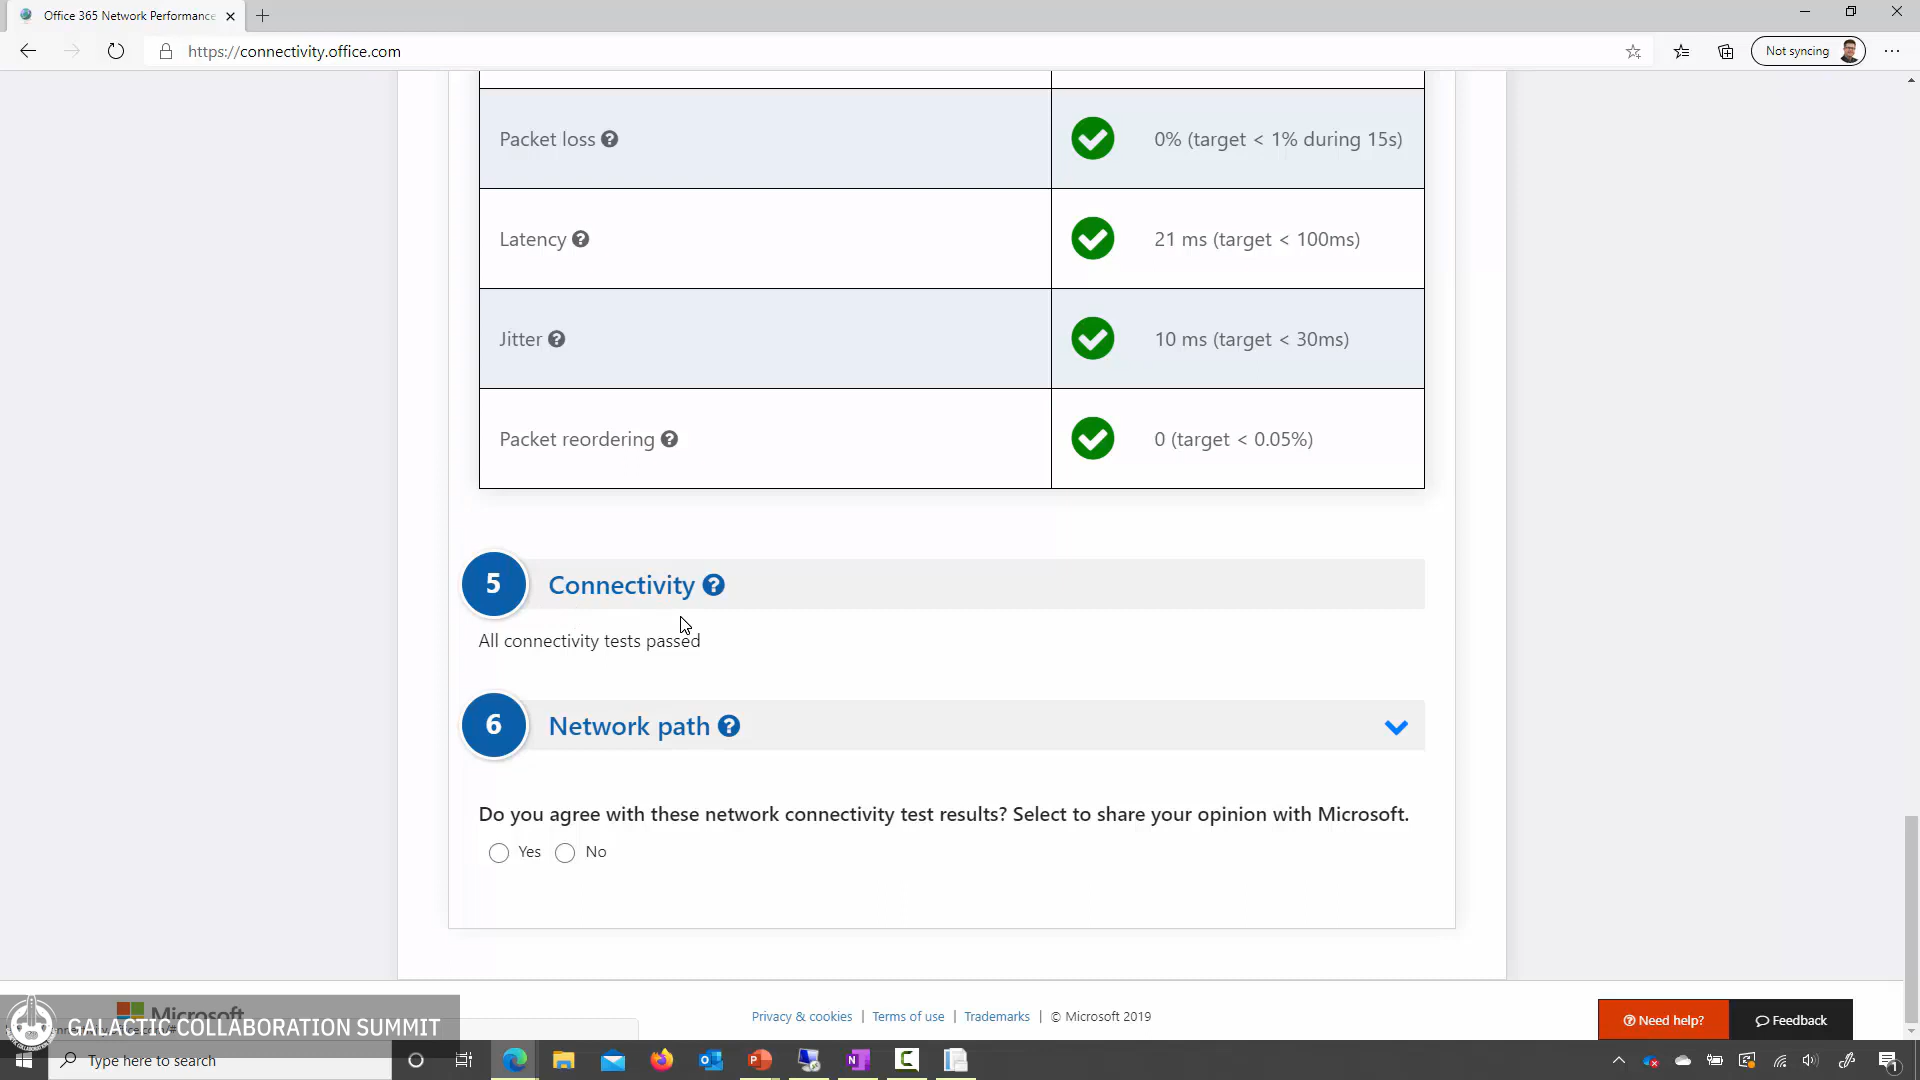 Office 365 Network Performance
https://connectivity.office.com
Not syncing
Packet loss
0% (target < 1% during 15s)
Latency
21 ms (target < 100ms)
Jitter
10 ms (target < 30ms)
Packet reordering
0 (target < 0.05%)
5 Connectivity
All connectivity tests passed
6 Network path
Do you agree with these network connectivity test results? Select to share your opinion with Microsoft.
Yes No
Microsoft
GALACTIC COLLABORATION SUMMIT
Privacy & cookies | Terms of use | Trademarks | © Microsoft 2019
Need help?
Feedback
Type here to search